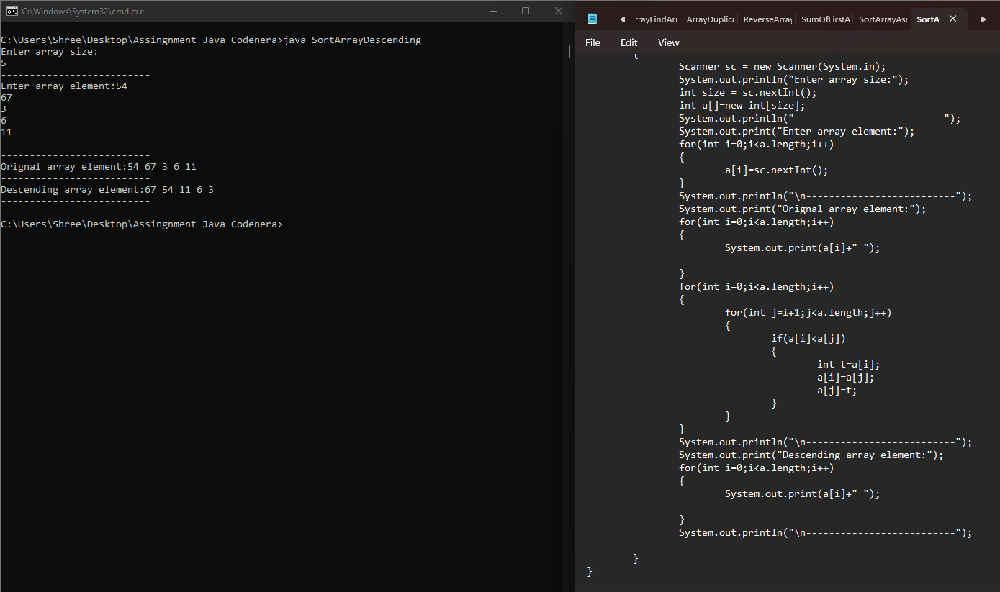 C:\Windows\System32\cmd.exe
C:\Users\Shree\Desktop\Assingnment_Java_Codenera>java SortArrayDescending
Enter array size:
5
--------------------------
Enter array element:54
67
3
6
11
--------------------------
Orignal array element:54 67 3 6 11
--------------------------
Descending array element:67 54 11 6 3
--------------------------
C:\Users\Shree\Desktop\Assingnment_Java_Codenera>
rrayFindArr ArrayDuplica ReverseArray SumOfFirstA SortArrayAsc SortA
File Edit View
{
Scanner sc = new Scanner(System.in);
System.out.println("Enter array size:");
int size = sc.nextInt();
int a[]=new int[size];
System.out.println("--------------------------");
System.out.print("Enter array element:");
for(int i=0;i<a.length;i++)
{
a[i]=sc.nextInt();
}
System.out.println("\n--------------------------");
System.out.print("Orignal array element:");
for(int i=0;i<a.length;i++)
{
System.out.print(a[i]+" ");
}
for(int i=0;i<a.length;i++)
{
for(int j=i+1;j<a.length;j++)
{
if(a[i]<a[j])
{
int t=a[i];
a[i]=a[j];
a[j]=t;
}
}
}
System.out.println("\n--------------------------");
System.out.print("Descending array element:");
for(int i=0;i<a.length;i++)
{
System.out.print(a[i]+" ");
}
System.out.println("\n--------------------------");
}
}